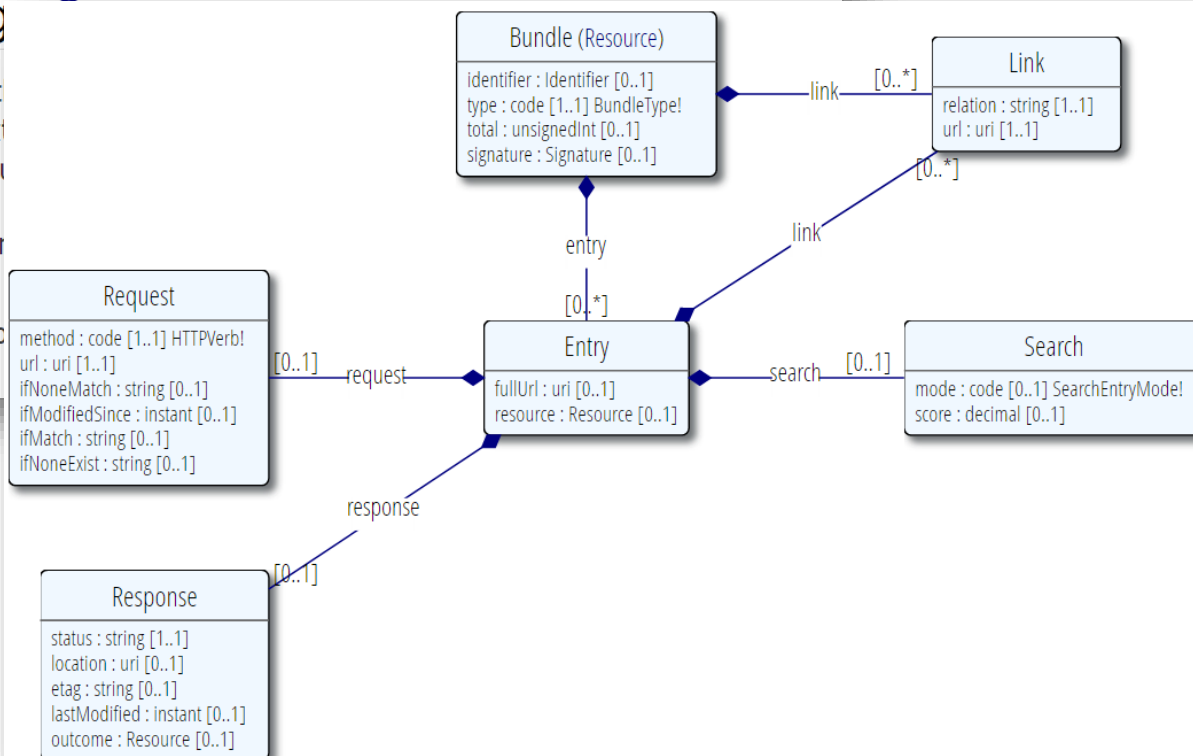 Bundle (Resource)
identifier : Identifier [0..1]
type : code [1..1] BundleType!
total : unsignedInt [0..1]
signature : Signature [0..1]
link
[0..*]
Link
relation : string [1..1]
url : uri [1..1]
[0..*]
link
entry
[0..*]
Request
method : code [1..1] HTTPVerb!
url : uri [1..1]
ifNoneMatch : string [0..1]
ifModifiedSince : instant [0..1]
ifMatch : string [0..1]
ifNoneExist : string [0..1]
[0..1]
request
Entry
fullUrl : uri [0..1]
resource : Resource [0..1]
search
[0..1]
Search
mode : code [0..1] SearchEntryMode!
score : decimal [0..1]
response
[0..1]
Response
status : string [1..1]
location : uri [0..1]
etag : string [0..1]
lastModified : instant [0..1]
outcome : Resource [0..1]